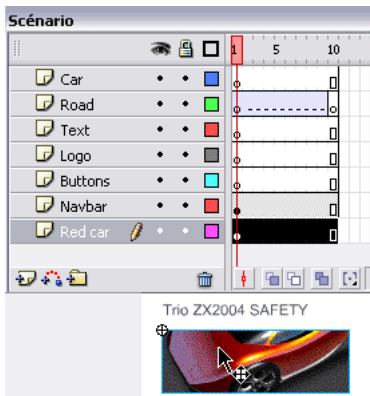 Scénario
1 5 10
Car
Road
Text
Logo
Buttons
Navbar
Red car
Trio ZX2004 SAFETY